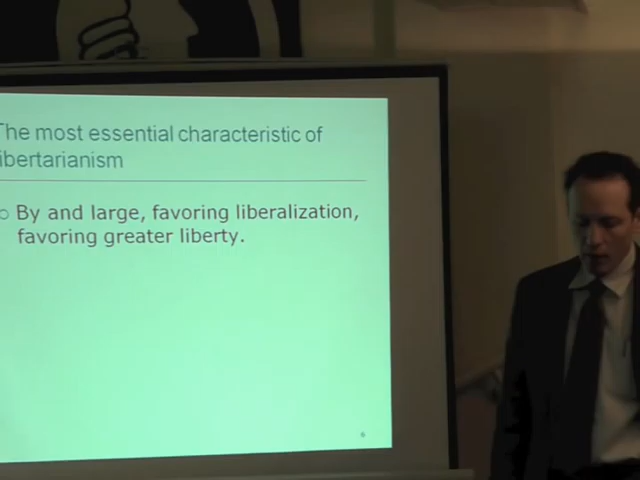 The most essential characteristic of
ibertarianism
By and large, favoring liberalization,
favoring greater liberty.